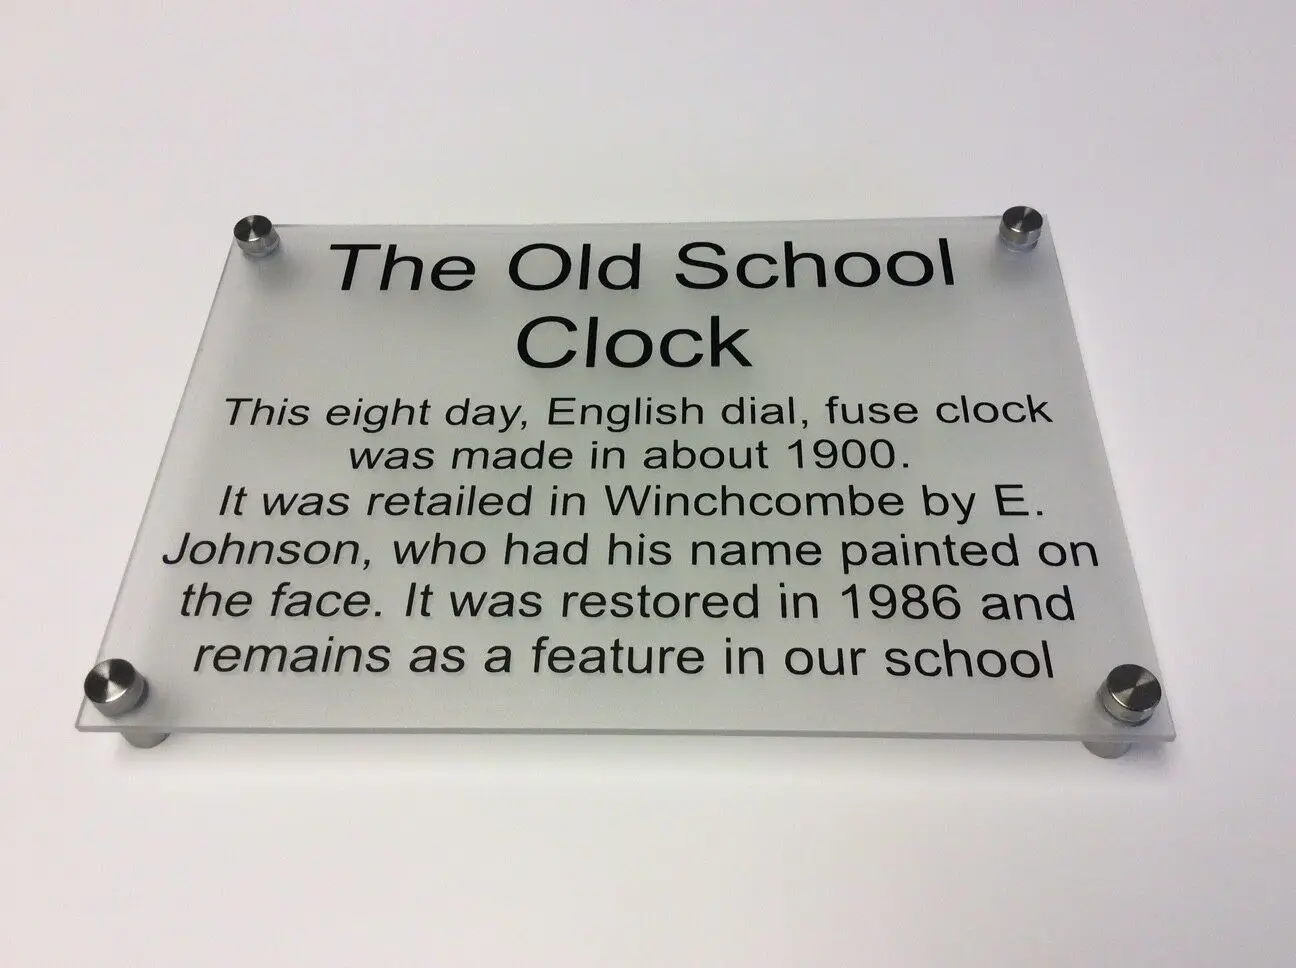 The Old School
Clock
This eight day, English dial, fuse clock
was made in about 1900.
It was retailed in Winchcombe by E.
Johnson, who had his name painted on
the face. It was restored in 1986 and
remains as a feature in our school